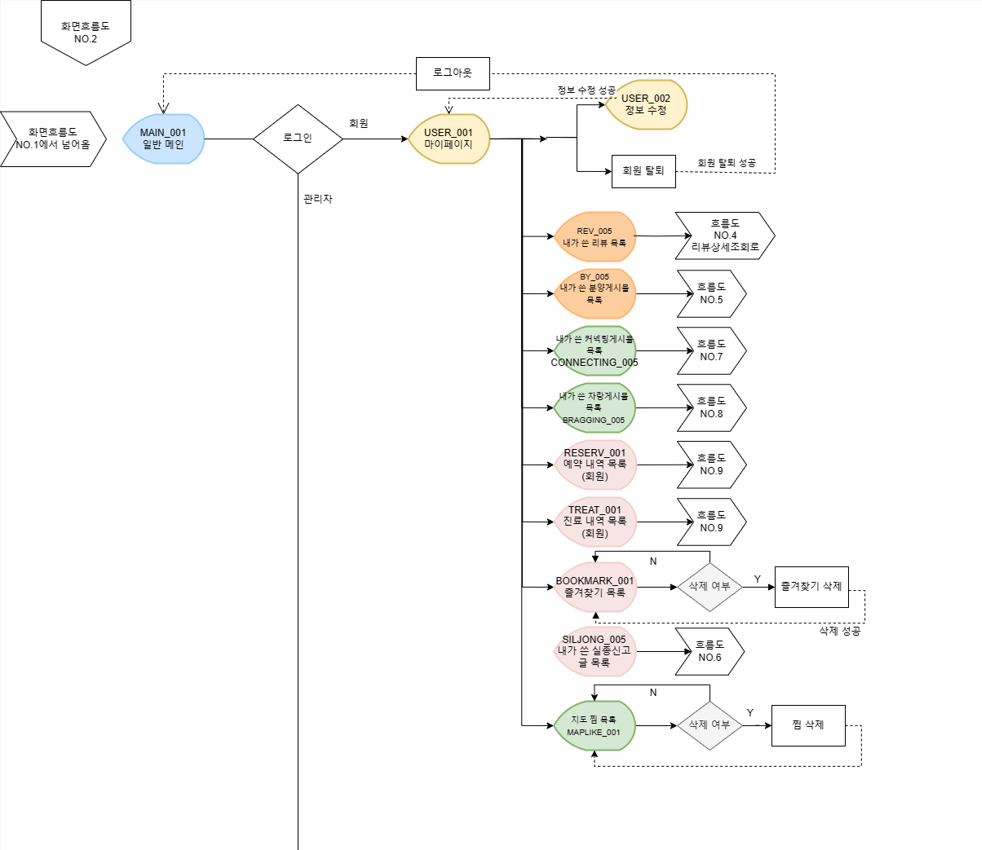 화면흐름도
NO.2
로그아웃
정보 수정 성공
USER_002
정보 수정
화면흐름도
NO.1에서 넘어옴
MAIN_001
일반 메인
로그인
회원
USER_001
마이페이지
회원 탈퇴
회원 탈퇴 성공
관리자
REV_005
내가 쓴 리뷰 목록
흐름도
NO.4
리뷰상세조회로
BY_005
내가 쓴 분양게시물
목록
흐름도
NO.5
내가 쓴 커넥팅게시물
목록
CONNECTING_005
흐름도
NO.7
내가 쓴 자랑게시물
목록
BRAGGING_005
흐름도
NO.8
RESERV_001
예약 내역 목록
(회원)
흐름도
NO.9
TREAT_001
진료 내역 목록
(회원)
흐름도
NO.9
N
BOOKMARK_001
즐겨찾기 목록
삭제 여부
Y
즐겨찾기 삭제
삭제 성공
SILJONG_005
내가 쓴 실종신고
글 목록
흐름도
NO.6
N
지도 찜 목록
MAPLIKE_001
삭제 여부
Y
찜 삭제